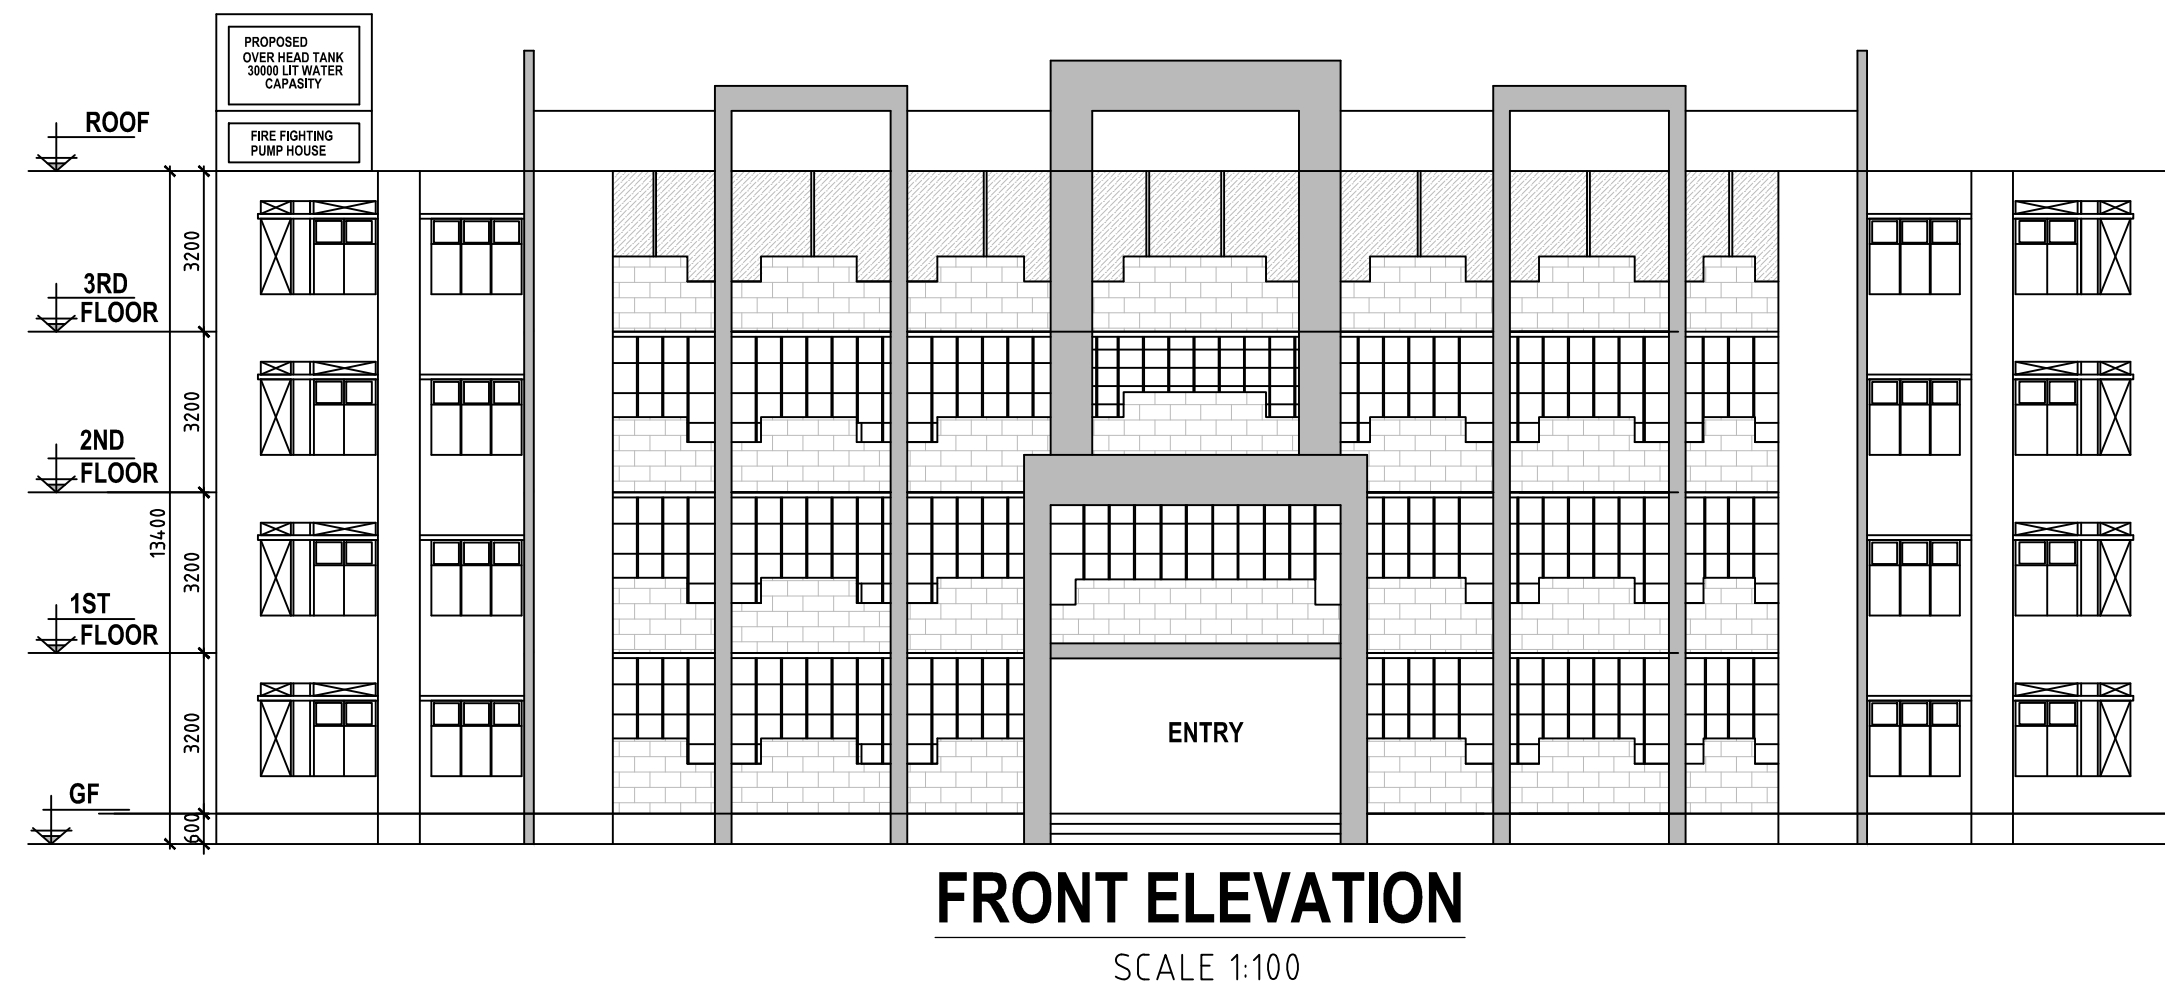 PROPOSED
OVER HEAD TANK
30000 LIT WATER
CAPASITY
FIRE FIGHTING
PUMP HOUSE
ROOF
3200
3RD
FLOOR
3200
2ND
FLOOR
13400
3200
1ST
FLOOR
3200
ENTRY
GF
600
FRONT ELEVATION
SCALE 1:100